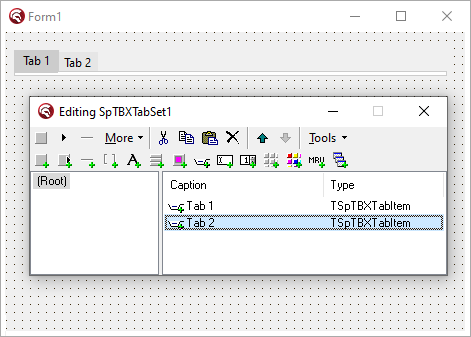 Form1
Tab 1 Tab 2
Editing SpTBXTabSet1
More Tools
MRU
(Root)
Caption Type
Tab 1 TSpTBXTabItem
Tab 2 TSpTBXTabItem